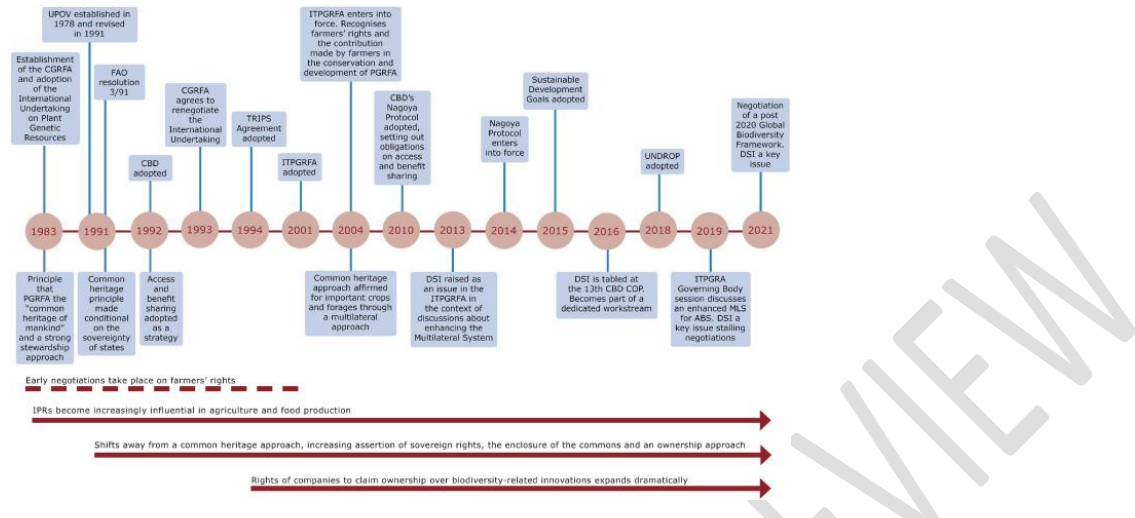 UPOV established in
1978 and revised
in 1991
ITPGRFA enters into
force. Recognises
farmers’ rights and
the contribution
made by farmers in
the conservation and
development of PGRFA
Establishment
of the CGRFA
and adoption
of the
International
Undertaking
on Plant
Genetic
Resources
FAO
resolution
3/91
CBD
adopted
CGRFA
agrees to
renegotiate
the
International
Undertaking
TRIPS
Agreement
adopted
ITPGRFA
adopted
CBD’s
Nagoya
Protocol
adopted,
setting out
obligations
on access
and benefit
sharing
Nagoya
Protocol
enters
into force
Sustainable
Development
Goals adopted
UNDROP
adopted
Negotiation
of a post
2020 Global
Biodiversity
Framework.
DSI a key
issue
1983 1991 1992 1993 1994 2001 2004 2010 2013 2014 2015 2016 2018 2019 2021
Principle
that
PGRFA the
“common
heritage of
mankind”
and a strong
stewardship
approach
Common
heritage
principle
made
conditional
on the
sovereignty
of states
Access
and
benefit
sharing
adopted
as a
strategy
Common heritage
approach affirmed
for important crops
and forages through
a multilateral
approach
DSI raised as
an issue in the
ITPGRFA in
the context of
discussions about
enhancing the
Multilateral System
DSI is tabled at
the 13th CBD COP.
Becomes part of a
dedicated workstream
ITPGRA
Governing Body
session discusses
an enhanced MLS
for ABS. DSI a
key issue stalling
negotiations
Early negotiations take place on farmers’ rights
IPRs become increasingly influential in agriculture and food production
Shifts away from a common heritage approach, increasing assertion of sovereign rights, the enclosure of the commons and an ownership approach
Rights of companies to claim ownership over biodiversity-related innovations expands dramatically
VIEW